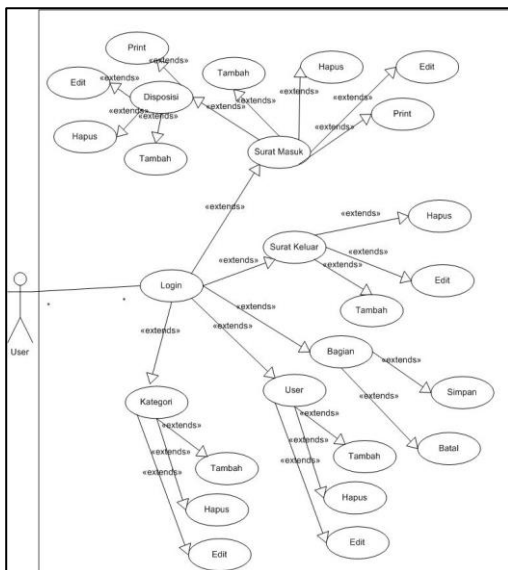 Print
«extends»
Hapus
Edit
Edit
«extends»
Tambah
«extends»
«extends»
Disposisi
«extends»
«extends»
«extends»
Print
Hapus
«extends»
«extends»
«extends»
Tambah
Surat Masuk
«extends»
Hapus
«extends»
Surat Keluar
«extends»
«extends»
Login
«extends»
Edit
Tambah
* *
User
«extends»
«extends»
«extends»
Bagian
«extends»
Simpan
Kategori
User
«extends»
«extends»
«extends»
Tambah
Batal
Tambah
«extends»
«extends»
«extends»
«extends»
Hapus
Hapus
Edit
Edit